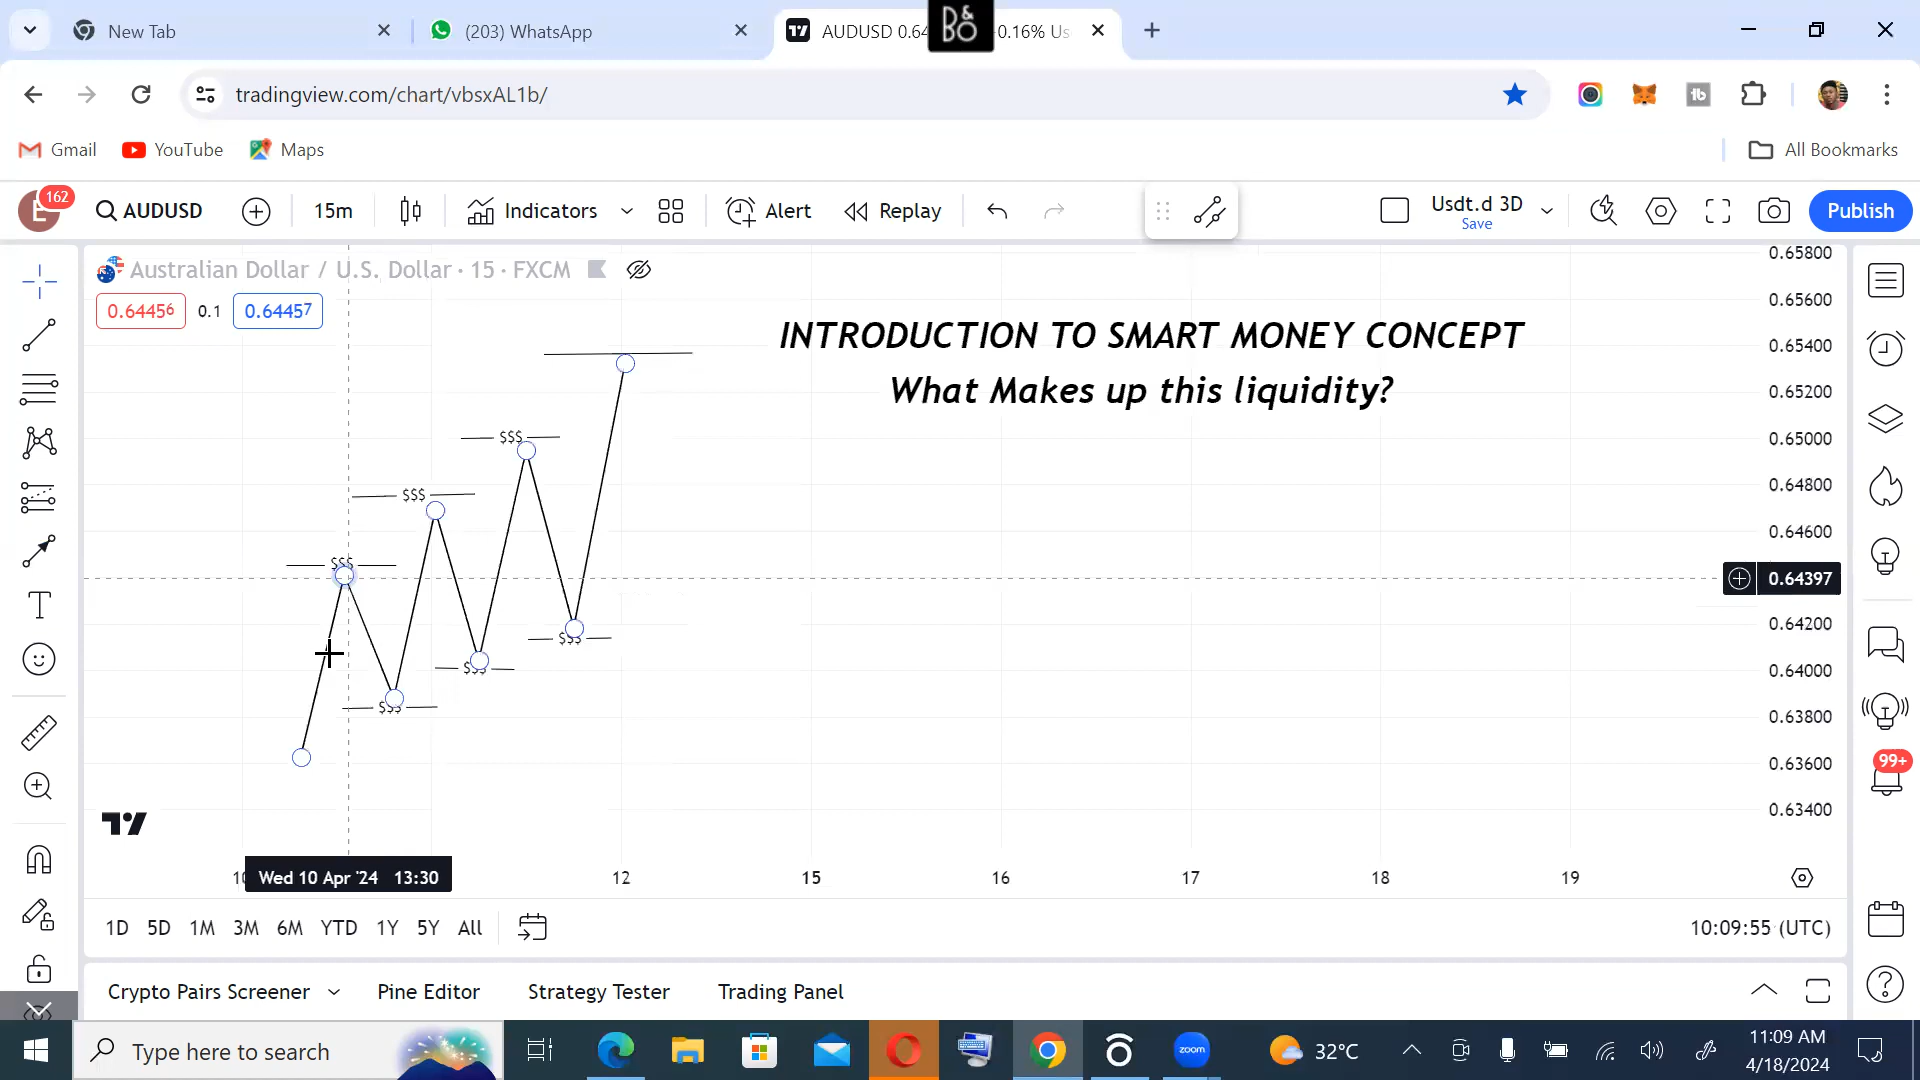 New Tab
(203) WhatsApp
AUDUSD 0.64
B&O
-0.16% Us
tradingview.com/chart/vbsxAL1b/
tb
Gmail
YouTube
Maps
All Bookmarks
E
162
AUDUSD
15m
Indicators
Alert
Replay
Usdt.d 3D
Save
Publish
Australian Dollar / U.S. Dollar · 15 · FXCM
0.64456
0.1
0.64457
INTRODUCTION TO SMART MONEY CONCEPT
What Makes up this liquidity?
$$$
$$$
$$$
$$$
$$$
$$$
0.65800
0.65600
0.65400
0.65200
0.65000
0.64800
0.64600
0.64397
0.64200
0.64000
0.63800
0.63600
0.63400
99+
10
Wed 10 Apr '24 13:30
12
15
16
17
18
19
1D 5D 1M 3M 6M YTD 1Y 5Y All
10:09:55 (UTC)
Crypto Pairs Screener
Pine Editor
Strategy Tester
Trading Panel
Type here to search
zoom
32°C
11:09 AM
4/18/2024